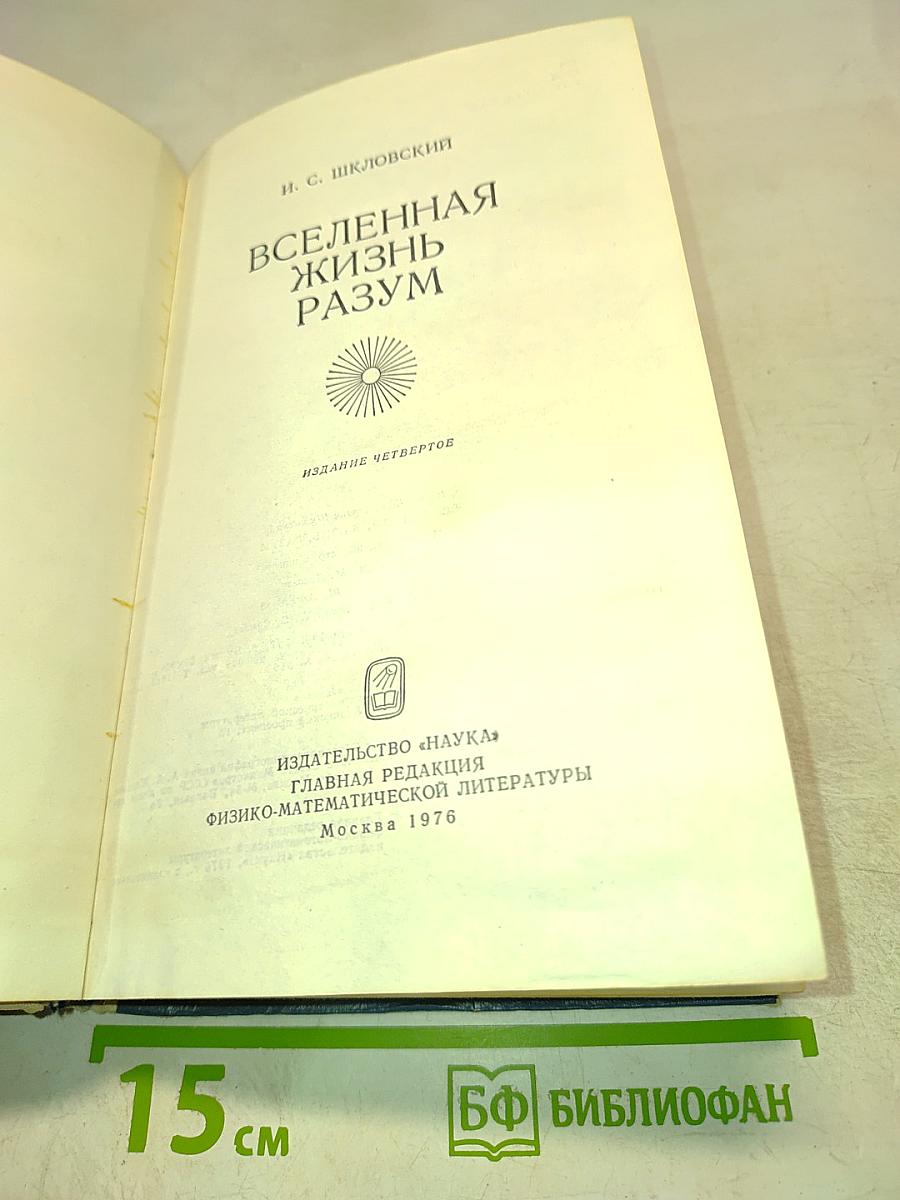 И. С. ШКЛОВСКИЙ
ВСЕЛЕННАЯ
ЖИЗНЬ
РАЗУМ
ИЗДАНИЕ ЧЕТВЕРТОЕ
ИЗДАТЕЛЬСТВО «НАУКА»
ГЛАВНАЯ РЕДАКЦИЯ
ФИЗИКО-МАТЕМАТИЧЕСКОЙ ЛИТЕРАТУРЫ
Москва 1976
15 см
БФ БИБЛИОФАН